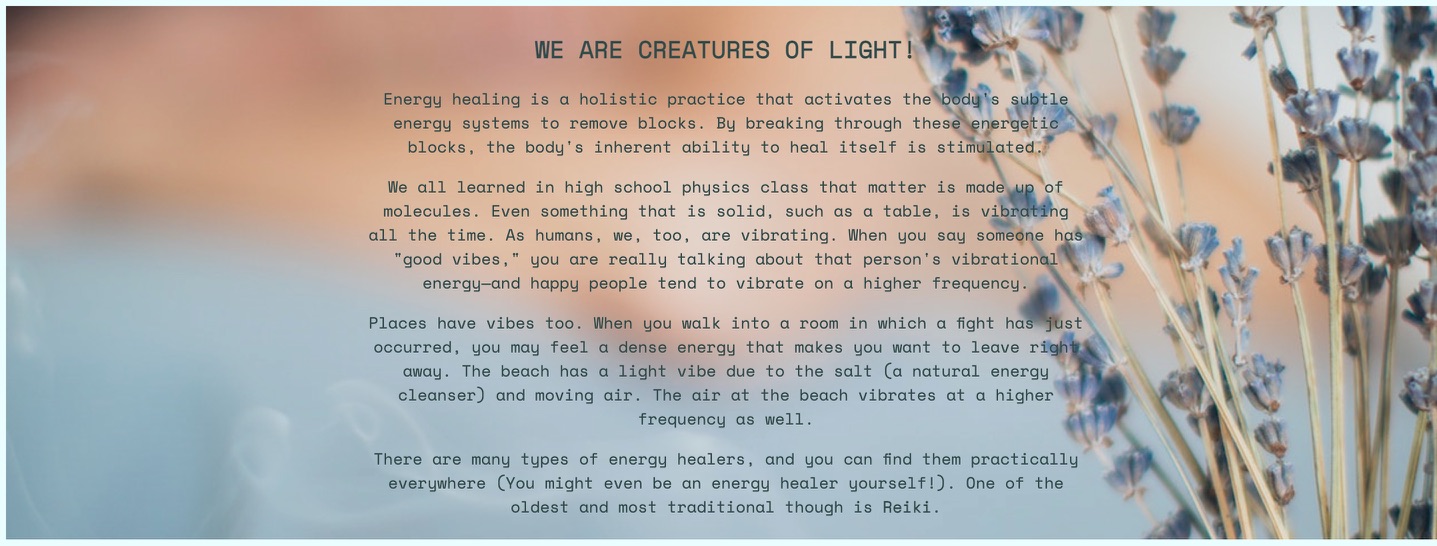 WE ARE CREATURES OF LIGHT!
Energy healing is a holistic practice that activates the body's subtle
energy systems to remove blocks. By breaking through these energetic
blocks, the body's inherent ability to heal itself is stimulated.
We all learned in high school physics class that matter is made up of
molecules. Even something that is solid, such as a table, is vibrating
all the time. As humans, we, too, are vibrating. When you say someone has
"good vibes," you are really talking about that person's vibrational
energy—and happy people tend to vibrate on a higher frequency.
Places have vibes too. When you walk into a room in which a fight has just
occurred, you may feel a dense energy that makes you want to leave right
away. The beach has a light vibe due to the salt (a natural energy
cleanser) and moving air. The air at the beach vibrates at a higher
frequency as well.
There are many types of energy healers, and you can find them practically
everywhere (You might even be an energy healer yourself!). One of the
oldest and most traditional though is Reiki.